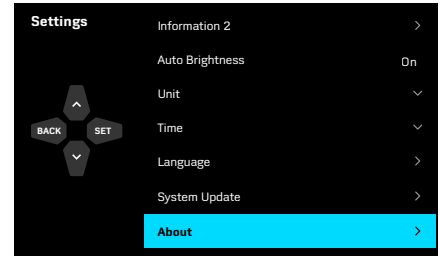 Settings
Information 2
Auto Brightness On
Unit
BACK SET
Time
Language
System Update
About